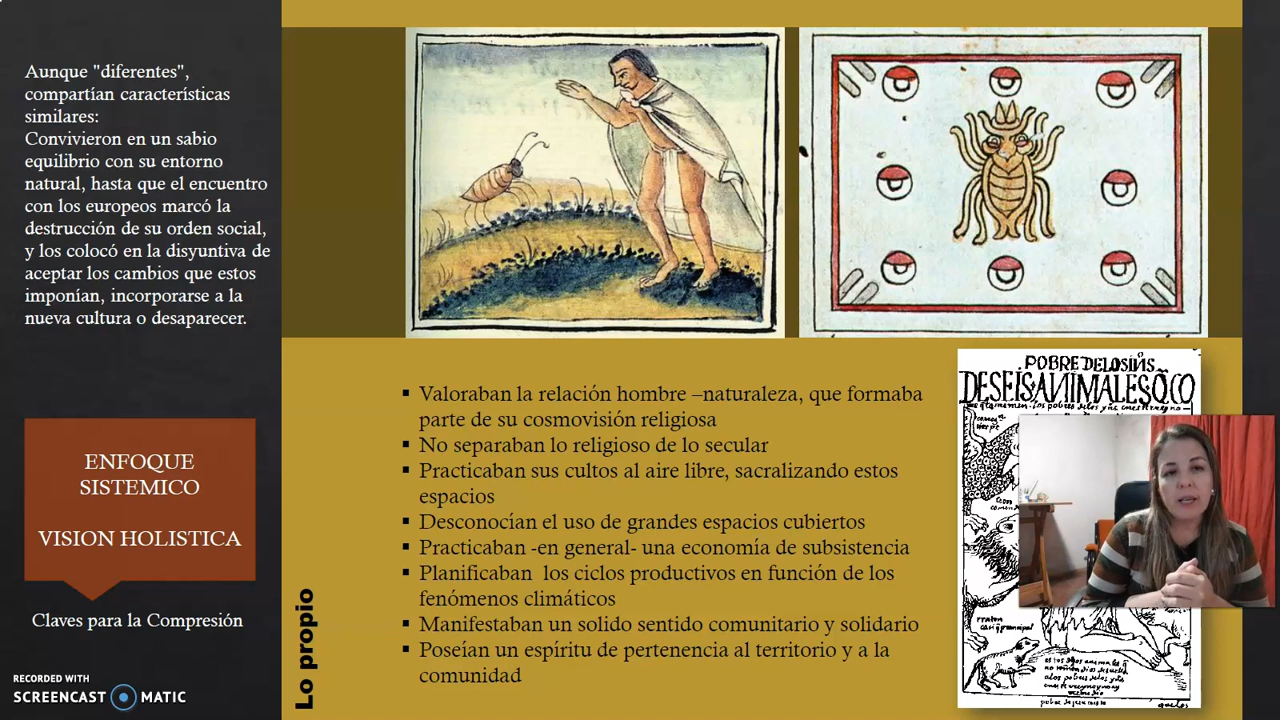 Aunque "diferentes",
compartían características
similares:
Convivieron en un sabio
equilibrio con su entorno
natural, hasta que el encuentro
con los europeos marcó la
destrucción de su orden social,
y los colocó en la disyuntiva de
aceptar los cambios que estos
imponían, incorporarse a la
nueva cultura o desaparecer.
ENFOQUE
SISTEMICO
VISION HOLISTICA
Claves para la Compresión
RECORDED WITH
SCREENCAST MATIC
Lo propio
▪ Valoraban la relación hombre –naturaleza, que formaba
parte de su cosmovisión religiosa
▪ No separaban lo religioso de lo secular
▪ Practicaban sus cultos al aire libre, sacralizando estos
espacios
▪ Desconocían el uso de grandes espacios cubiertos
▪ Practicaban -en general- una economía de subsistencia
▪ Planificaban los ciclos productivos en función de los
fenómenos climáticos
▪ Manifestaban un solido sentido comunitario y solidario
▪ Poseían un espíritu de pertenencia al territorio y a la
comunidad
POBRE DELOSINS
DESEISANIMALESQCO